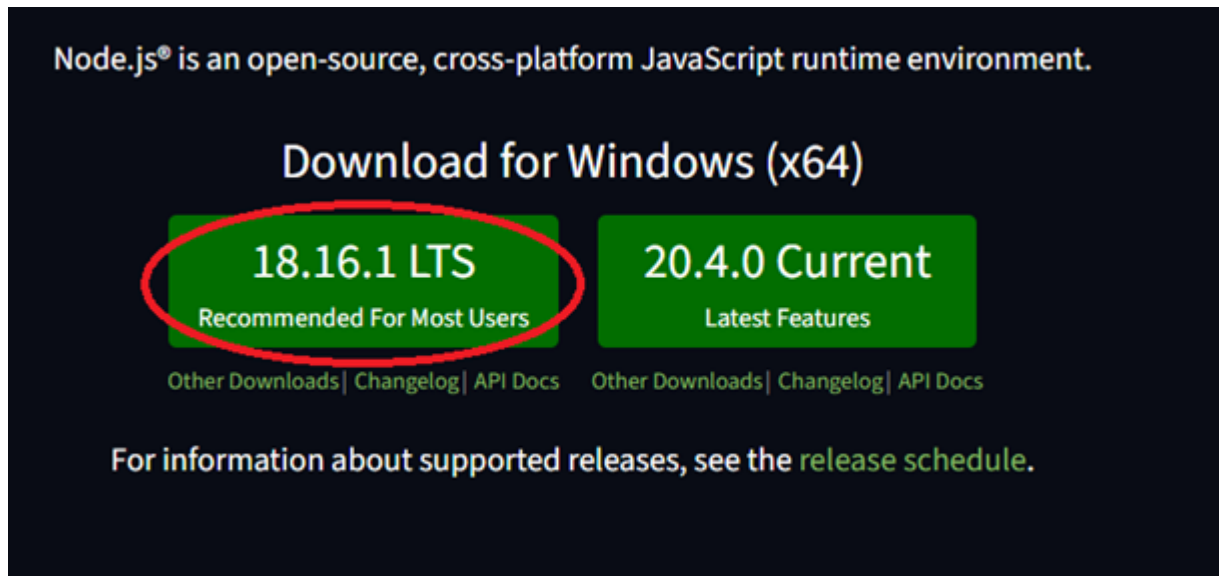 Node.js® is an open-source, cross-platform JavaScript runtime environment.
Download for Windows (x64)
18.16.1 LTS
Recommended For Most Users
20.4.0 Current
Latest Features
Other Downloads| Changelog| API Docs
Other Downloads| Changelog| API Docs
For information about supported releases, see the release schedule.